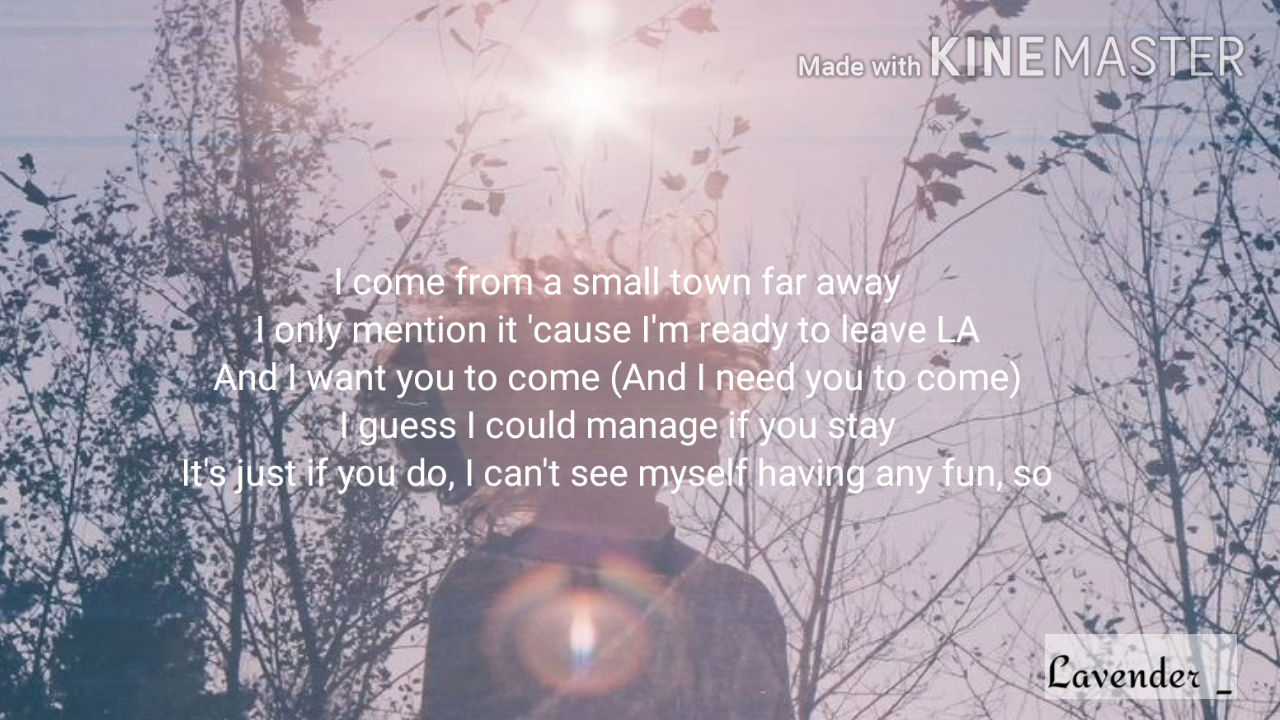 Made with KINEMASTER
I come from a small town far away
I only mention it 'cause I'm ready to leave LA
And I want you to come (And I need you to come)
I guess I could manage if you stay
It's just if you do, I can't see myself having any fun, so
Lavender _